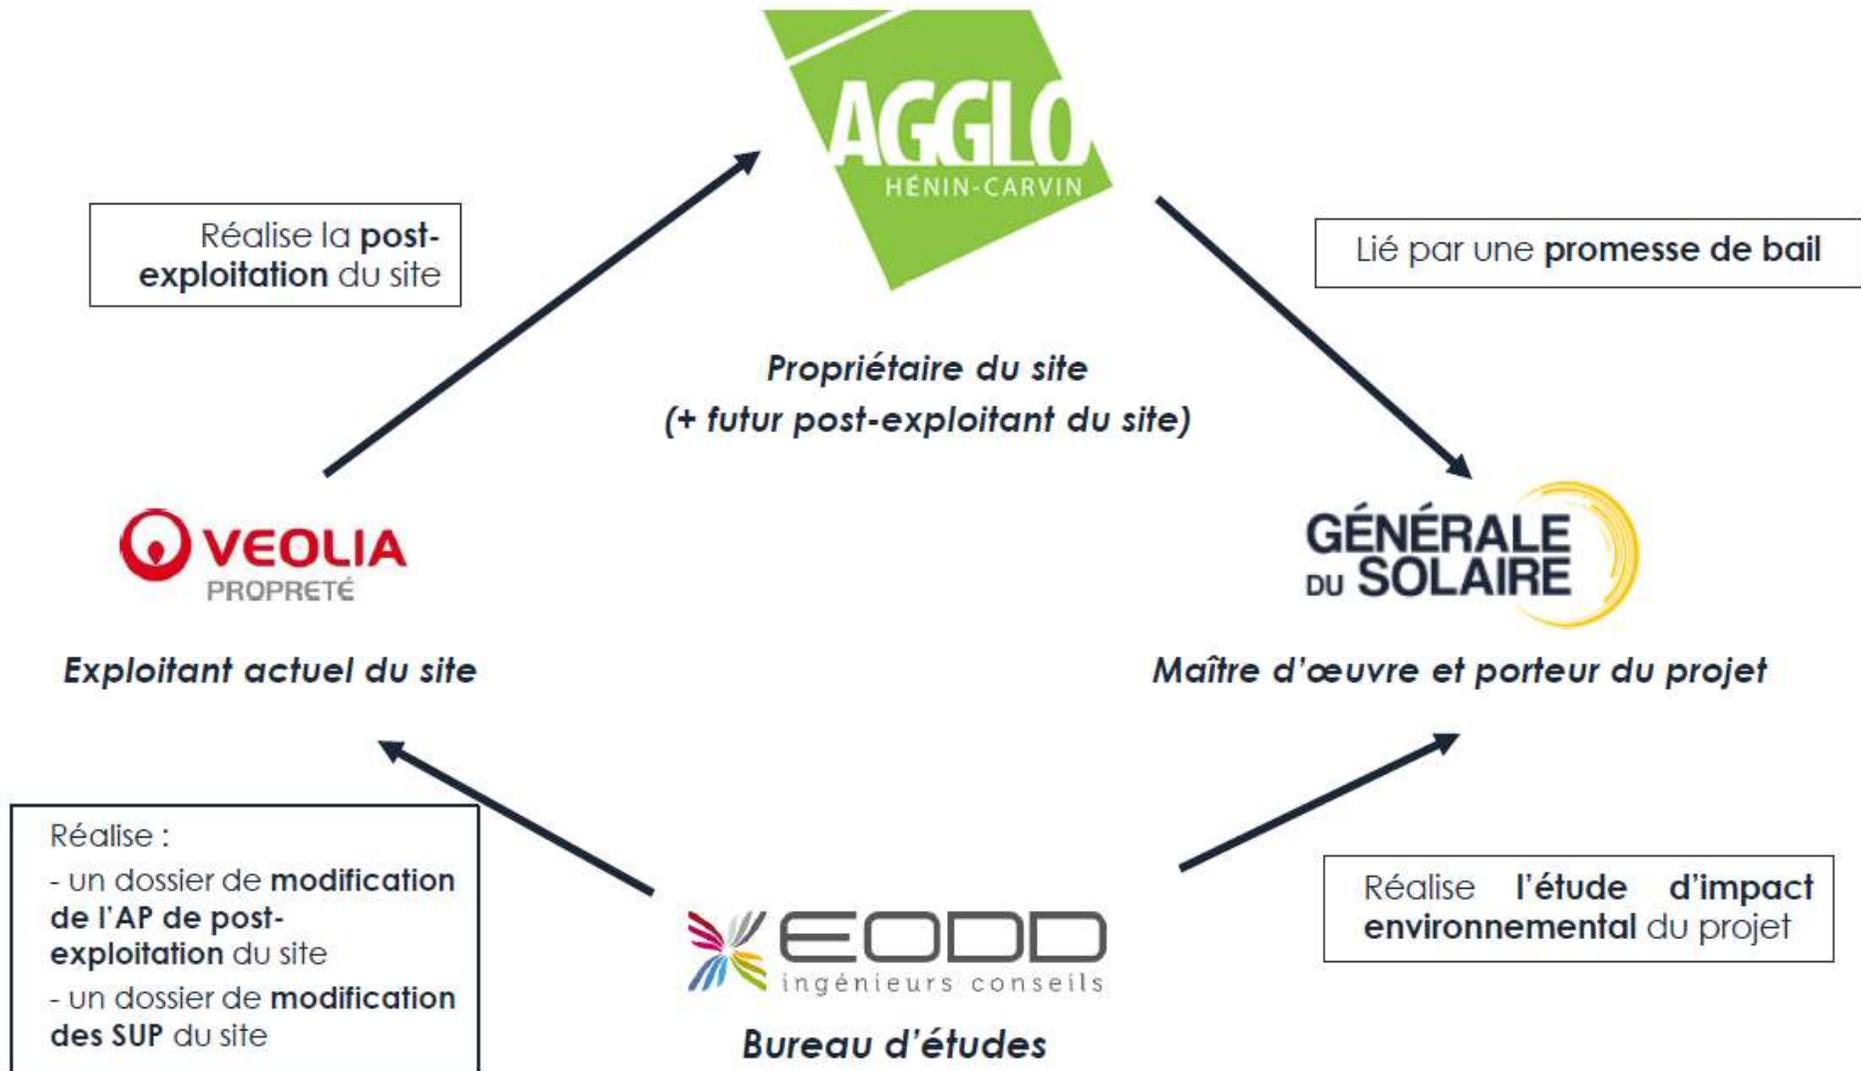 AGGLO
HÉNIN-CARVIN
Réalise la post-
exploitation du site
Lié par une promesse de bail
Propriétaire du site
(+ futur post-exploitant du site)
VEOLIA
PROPRETÉ
GÉNÉRALE
DU SOLAIRE
Exploitant actuel du site
Maître d’œuvre et porteur du projet
Réalise :
- un dossier de modification
de l’AP de post-
exploitation du site
- un dossier de modification
des SUP du site
EODD
ingénieurs conseils
Bureau d’études
Réalise l’étude d’impact
environnemental du projet